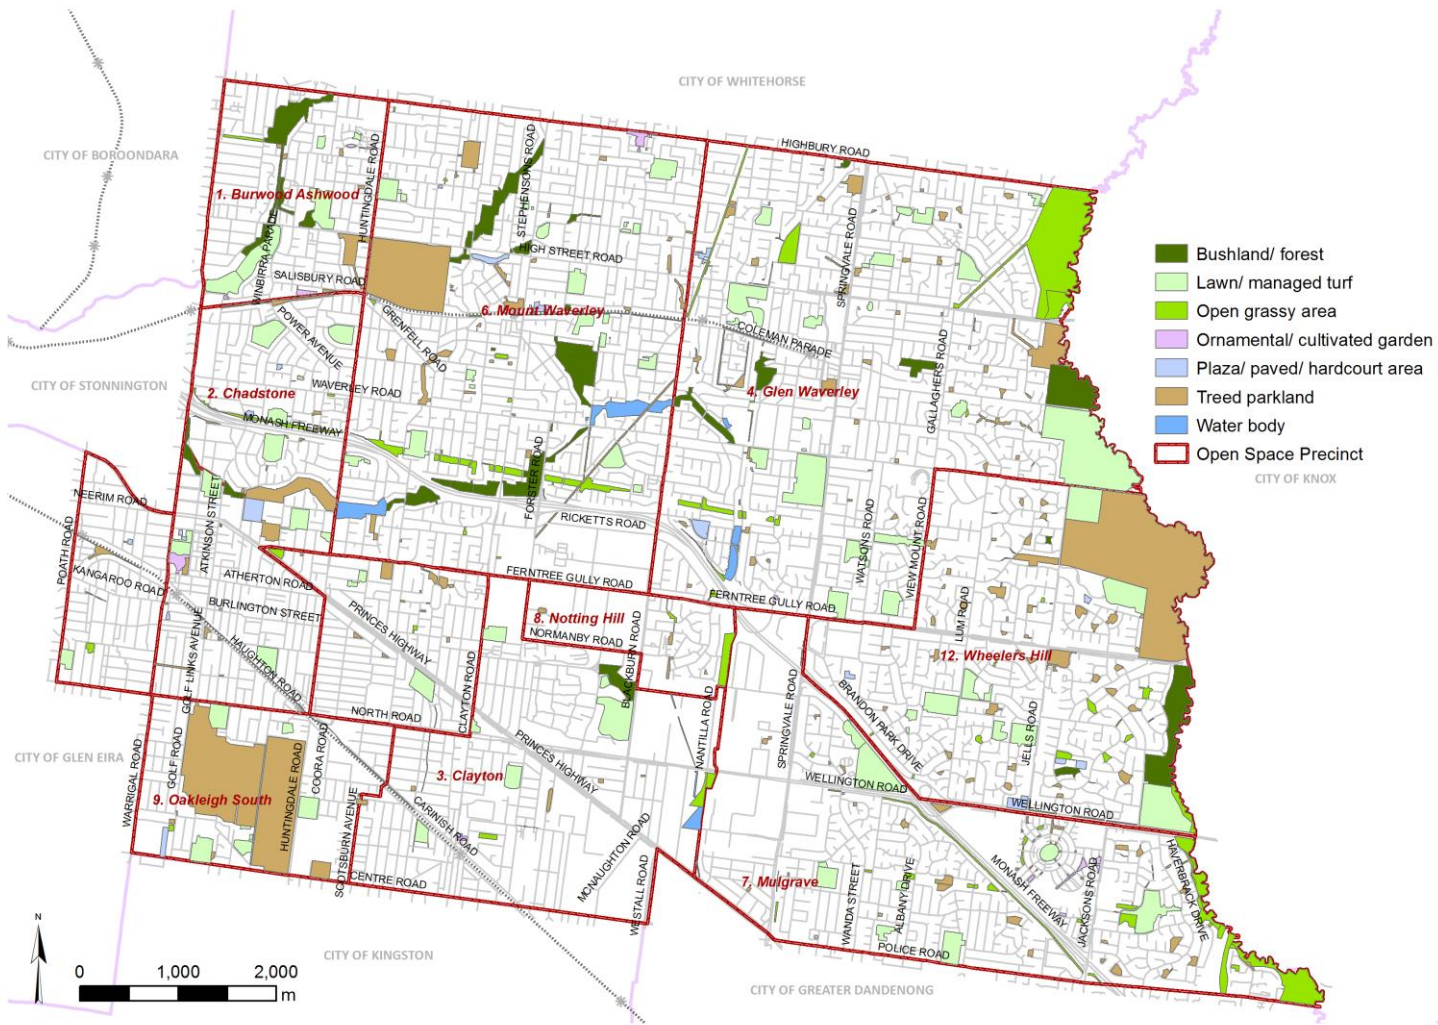 CITY OF WHITEHORSE
HIGHBURY ROAD
CITY OF BOROONDARA
STEPHENSONS ROAD
HUNTINGDALE ROAD
1. Burwood Ashwood
WINBIRRA PARADE
HIGH STREET ROAD
SPRINGVALE ROAD
Bushland/ forest
Lawn/ managed turf
Open grassy area
Ornamental/ cultivated garden
Plaza/ paved/ hardcourt area
Treed parkland
Water body
Open Space Precinct
SALISBURY ROAD
6. Mount Waverley
POWER AVENUE
GRENFELL ROAD
COLEMAN PARADE
GALLAGHERS ROAD
CITY OF STONNINGTON
2. Chadstone
WAVERLEY ROAD
4. Glen Waverley
MONASH FREEWAY
CITY OF KNOX
NEERIM ROAD
ATKINSON STREET
FORSTER ROAD
RICKETTS ROAD
WATSONS ROAD
VIEW MOUNT ROAD
POATH ROAD
KANGAROO ROAD
ATHERTON ROAD
FERNTREE GULLY ROAD
FERNTREE GULLY ROAD
BURLINGTON STREET
PRINCES HIGHWAY
8. Notting Hill
NORMANBY ROAD
BLACKBURN ROAD
LUM ROAD
12. Wheelers Hill
GOLF LINKS AVENUE
HAUGHTON ROAD
CLAYTON ROAD
NORTH ROAD
NANTILLA ROAD
SPRINGVALE ROAD
BRANDON PARK DRIVE
JELLS ROAD
CITY OF GLEN EIRA
WARRIGAL ROAD
GOLF ROAD
HUNTINGDALE ROAD
COORA ROAD
PRINCES HIGHWAY
3. Clayton
WELLINGTON ROAD
WELLINGTON ROAD
9. Oakleigh South
CARINISH ROAD
SCOTSBURN AVENUE
CENTRE ROAD
MCNAUGHTON ROAD
WESTALL ROAD
7. Mulgrave
WANDA STREET
ALBANY DRIVE
MONASH FREEWAY
JACKSONS ROAD
HAVERBRACK DRIVE
POLICE ROAD
N
CITY OF KINGSTON
0 1,000 2,000
m
CITY OF GREATER DANDENONG